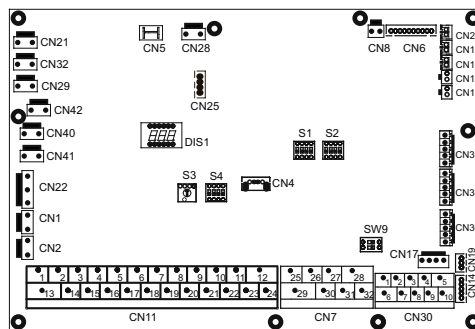 CN21
CN5
CN28
CN8
CN6
CN32
CN29
CN25
CN42
CN40
DIS1
S1
S2
CN41
CN22
S3
S4
CN4
CN1
SW9
CN17
CN19
CN2
CN14
1 2 3 4 5 6 7 8 9 10 11 12
25 26 27 28
1 2 3 4 5
13 14 15 16 17 18 19 20 21 22 23 24
29 30 31 32
6 7 8 9 10
CN11
CN7
CN30